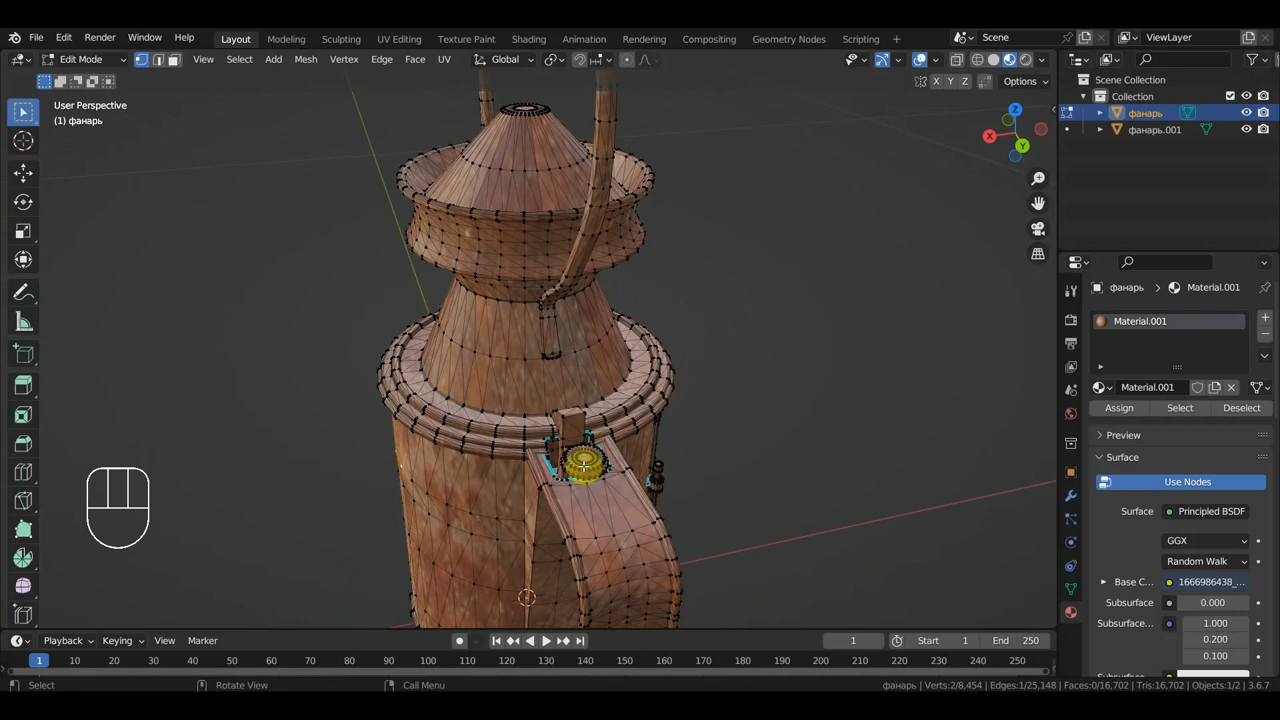 File Edit Render Window Help Layout Modeling Sculpting UV Editing Texture Paint Shading Animation Rendering Compositing Geometry Nodes Scripting + Scene ViewLayer
Edit Mode View Select Add Mesh Vertex Edge Face UV Global
X Y Z Options
User Perspective
(1) фанарь
Z
X
Y
Scene Collection
Collection
фанарь
фанарь.001
фанарь > Material.001
Material.001
Material.001
Assign Select Deselect
Preview
Surface
Use Nodes
Surface Principled BSDF
GGX
Random Walk
Base C... 1666986438_...
Subsurface 0.000
Subsurface... 1.000
0.200
0.100
Playback Keying View Marker 1 Start 1 End 250
1 10 20 30 40 50 60 70 80 90 100 110 120 130 140 150 160 170 180 190 200 210 220 230 240 250
Select Rotate View Call Menu фанарь | Verts:2/8,454 | Edges:1/25,148 | Faces:0/16,702 | Tris:16,702 | Objects:1/2 | 3.6.7